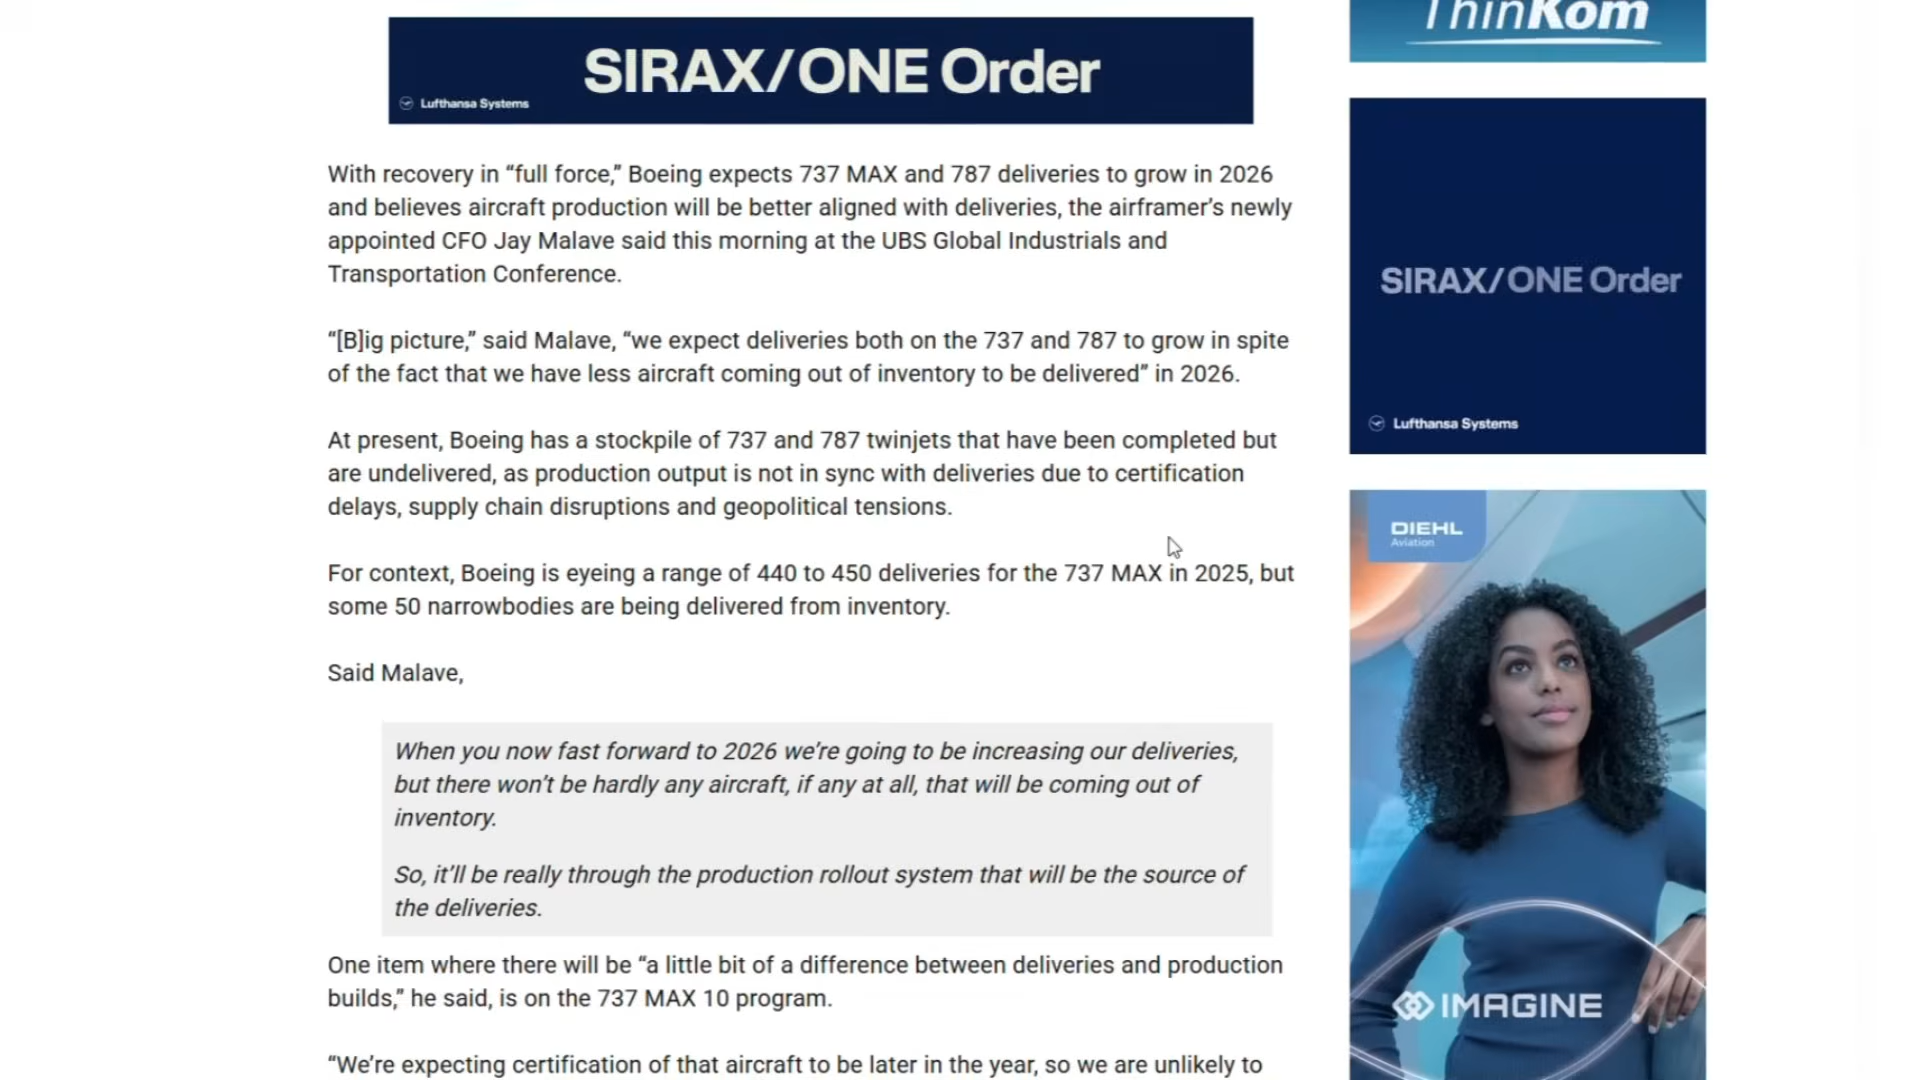 SIRAX/ONE Order
Lufthansa Systems
With recovery in “full force,” Boeing expects 737 MAX and 787 deliveries to grow in 2026
and believes aircraft production will be better aligned with deliveries, the airframer’s newly
appointed CFO Jay Malave said this morning at the UBS Global Industrials and
Transportation Conference.
“[B]ig picture,” said Malave, “we expect deliveries both on the 737 and 787 to grow in spite
of the fact that we have less aircraft coming out of inventory to be delivered” in 2026.
At present, Boeing has a stockpile of 737 and 787 twinjets that have been completed but
are undelivered, as production output is not in sync with deliveries due to certification
delays, supply chain disruptions and geopolitical tensions.
For context, Boeing is eyeing a range of 440 to 450 deliveries for the 737 MAX in 2025, but
some 50 narrowbodies are being delivered from inventory.
Said Malave,
When you now fast forward to 2026 we’re going to be increasing our deliveries,
but there won’t be hardly any aircraft, if any at all, that will be coming out of
inventory.
So, it’ll be really through the production rollout system that will be the source of
the deliveries.
One item where there will be “a little bit of a difference between deliveries and production
builds,” he said, is on the 737 MAX 10 program.
“We’re expecting certification of that aircraft to be later in the year, so we are unlikely to
ThinKom
SIRAX/ONE Order
Lufthansa Systems
DIEHL
Aviation
IMAGINE